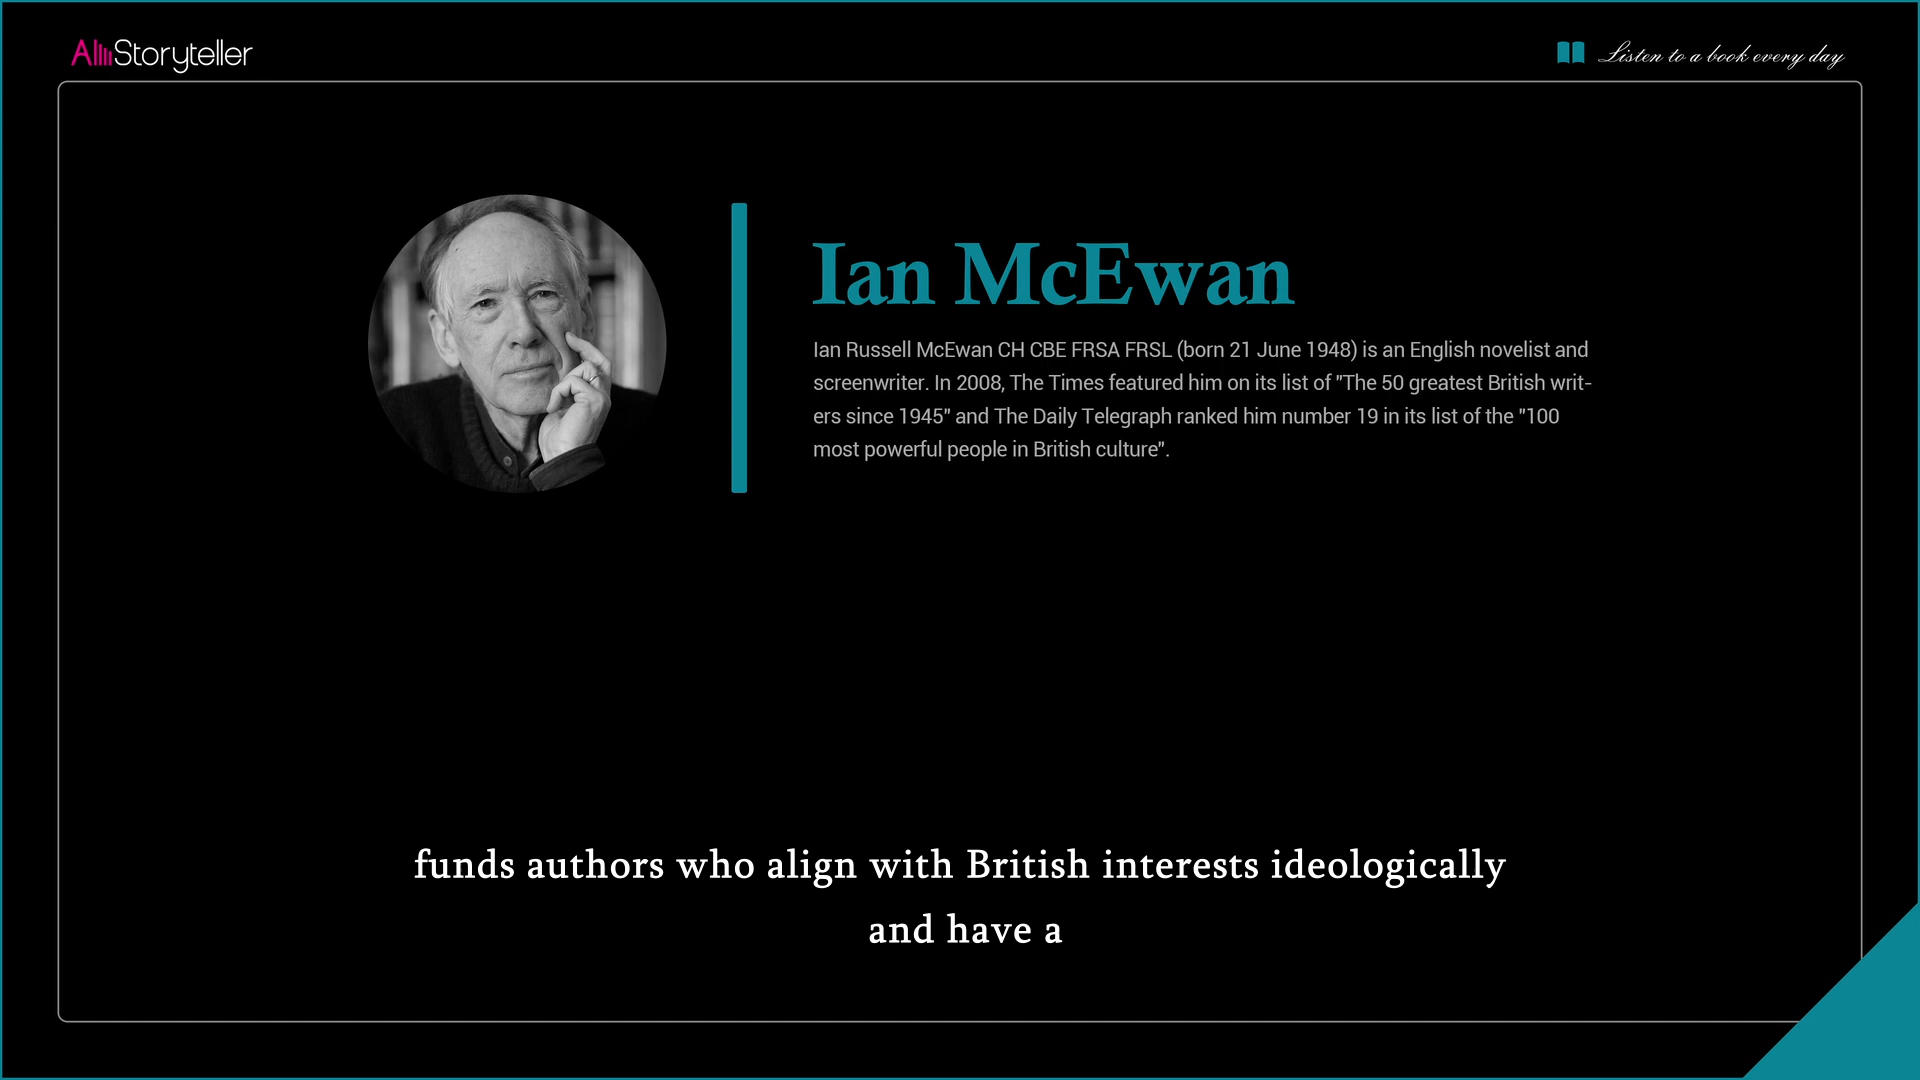 AllStoryteller
Listen to a book every day
Ian McEwan
Ian Russell McEwan CH CBE FRSA FRSL (born 21 June 1948) is an English novelist and
screenwriter. In 2008, The Times featured him on its list of "The 50 greatest British writ-
ers since 1945" and The Daily Telegraph ranked him number 19 in its list of the "100
most powerful people in British culture".
funds authors who align with British interests ideologically
and have a